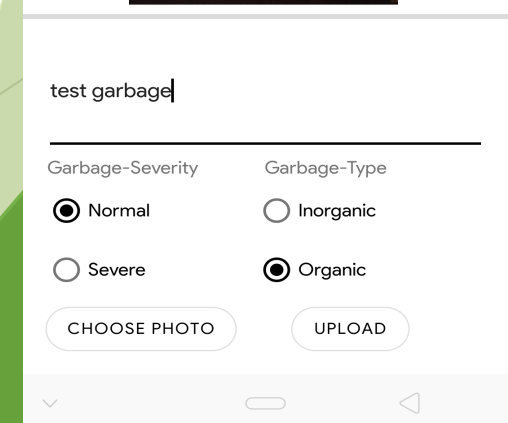 test garbage
Garbage-Severity Garbage-Type
Normal Inorganic
Severe Organic
CHOOSE PHOTO UPLOAD